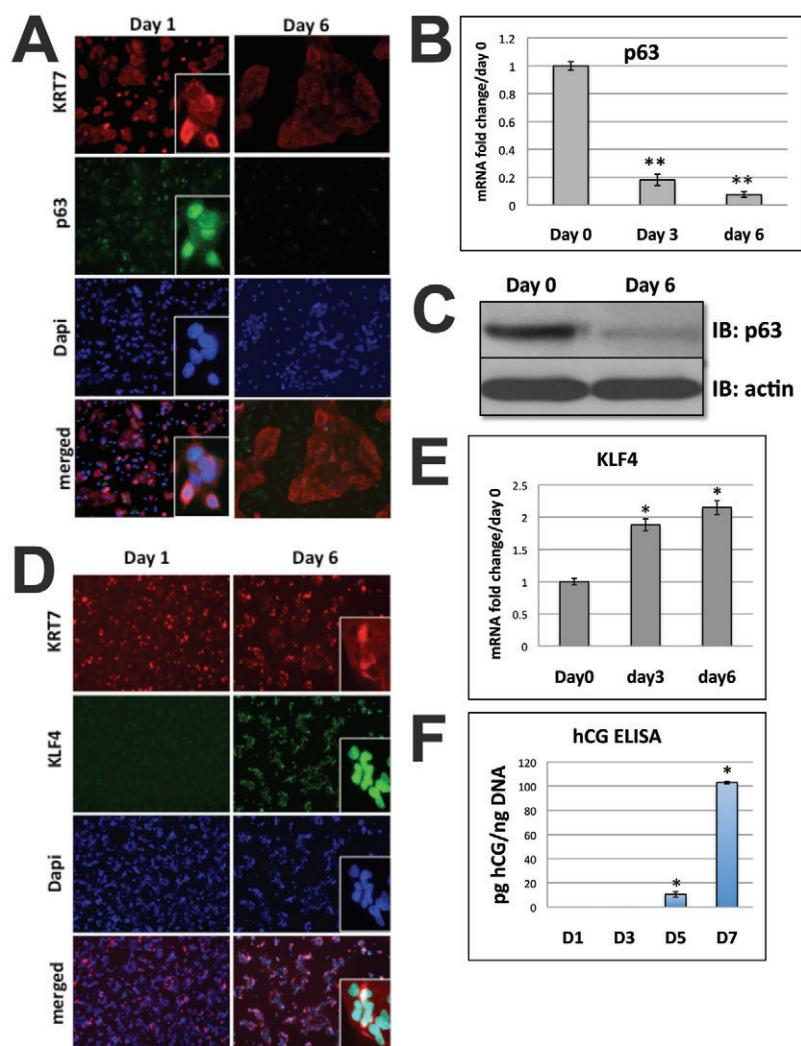 A
Day 1 Day 6
KRT7
p63
Dapi
merged
B
p63
mRNA fold change/day 0
1.2
1
0.8
0.6
0.4
0.2
0
**
**
Day 0 Day 3 day 6
C
Day 0 Day 6
IB: p63
IB: actin
D
Day 1 Day 6
KRT7
KLF4
Dapi
merged
E
KLF4
mRNA fold change/day 0
2.5
2
1.5
1
0.5
0
*
*
Day0 day3 day6
F
hCG ELISA
pg hCG/ng DNA
120
100
80
60
40
20
0
*
*
D1 D3 D5 D7